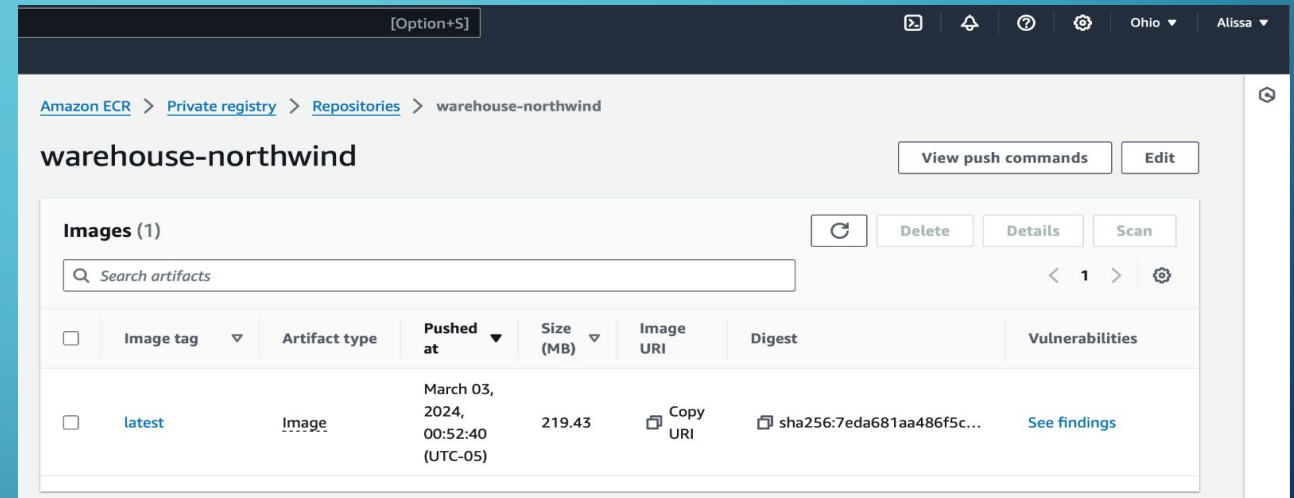 [Option+S]
Ohio ▼
Alissa ▼
Amazon ECR > Private registry > Repositories > warehouse-northwind
warehouse-northwind
View push commands
Edit
Images (1)
Delete
Details
Scan
Search artifacts
< 1 >
Image tag
Artifact type
Pushed at
Size (MB)
Image URI
Digest
Vulnerabilities
latest
Image
March 03,
2024,
00:52:40
(UTC-05)
219.43
Copy
URI
sha256:7eda681aa486f5c...
See findings